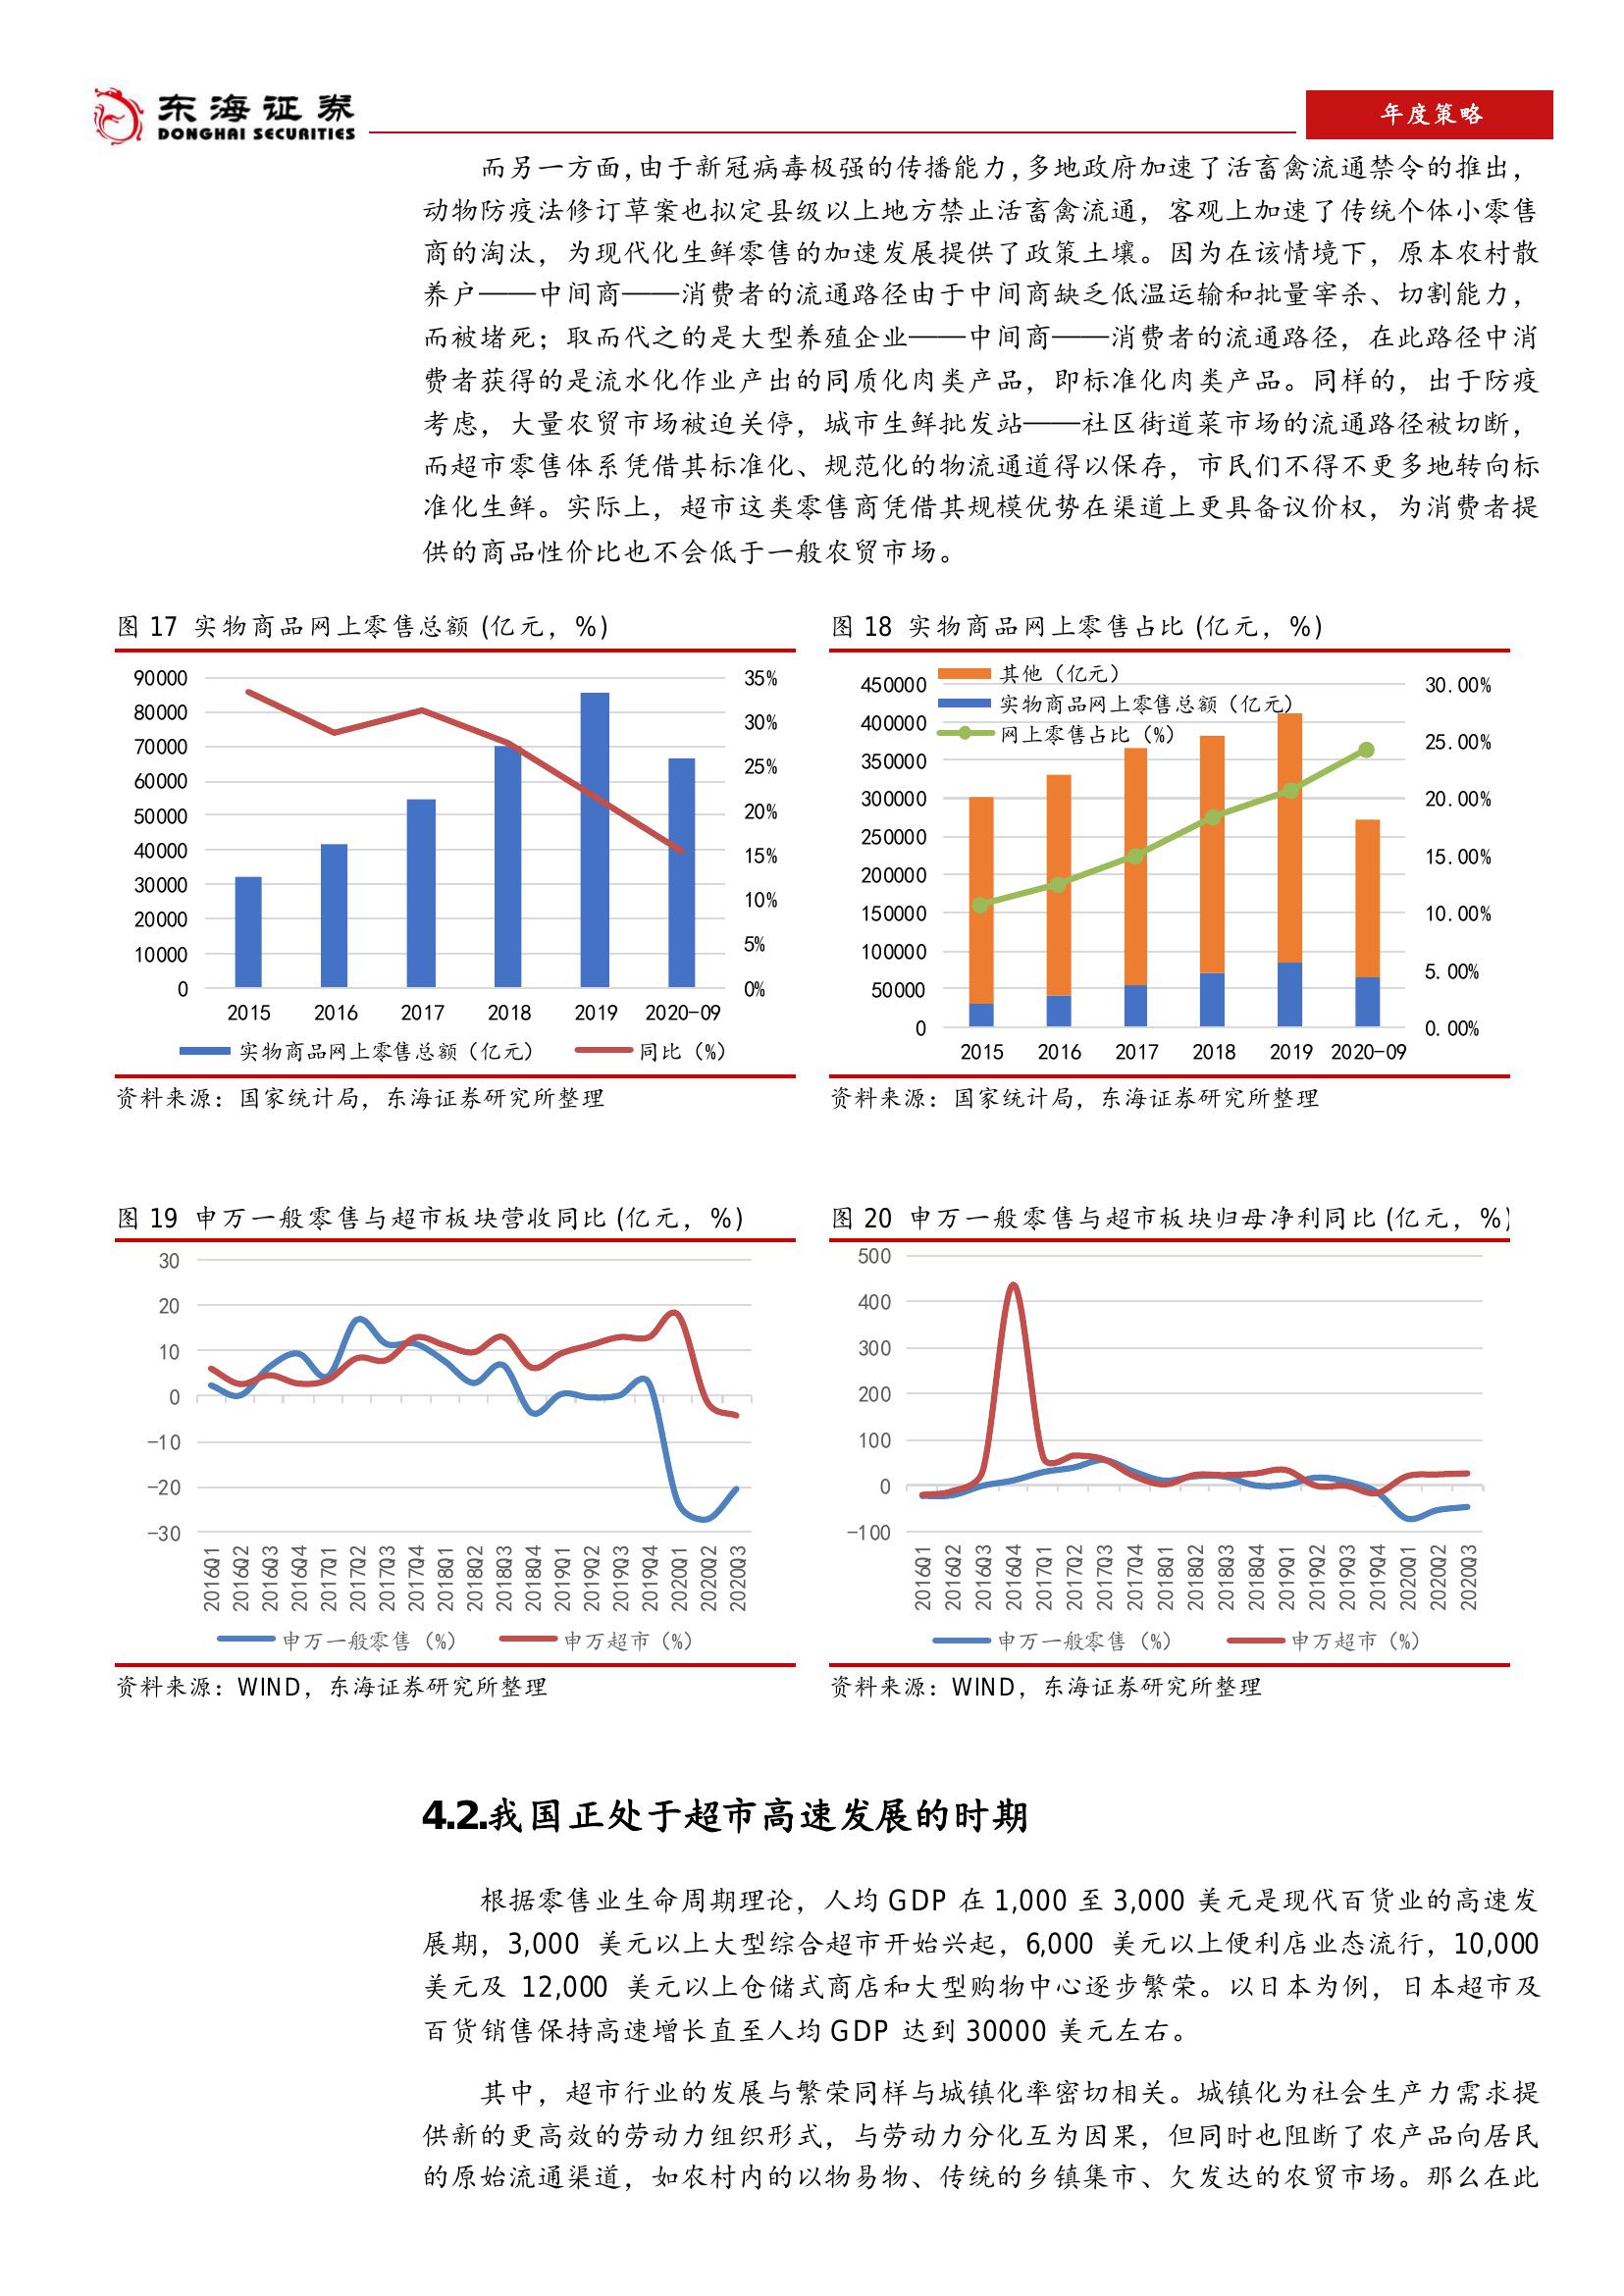 东海证券
DONGHAI SECURITIES
年度策略
而另一方面，由于新冠病毒极强的传播能力，多地政府加速了活畜禽流通禁令的推出，
动物防疫法修订草案也拟定县级以上地方禁止活畜禽流通，客观上加速了传统个体小零售
商的淘汰，为现代化生鲜零售的加速发展提供了政策土壤。因为在该情境下，原本农村散
养户——中间商——消费者的流通路径由于中间商缺乏低温运输和批量宰杀、切割能力，
而被堵死；取而代之的是大型养殖企业——中间商——消费者的流通路径，在此路径中消
费者获得的是流水化作业产出的同质化肉类产品，即标准化肉类产品。同样的，出于防疫
考虑，大量农贸市场被迫关停，城市生鲜批发站——社区街道菜市场的流通路径被切断，
而超市零售体系凭借其标准化、规范化的物流通道得以保存，市民们不得不更多地转向标
准化生鲜。实际上，超市这类零售商凭借其规模优势在渠道上更具备议价权，为消费者提
供的商品性价比也不会低于一般农贸市场。
图 17 实物商品网上零售总额 (亿元，%)
90000
80000
70000
60000
50000
40000
30000
20000
10000
0
35%
30%
25%
20%
15%
10%
5%
0%
2015 2016 2017 2018 2019 2020-09
实物商品网上零售总额（亿元） 同比（%）
资料来源：国家统计局，东海证券研究所整理
图 18 实物商品网上零售占比 (亿元，%)
其他（亿元）
实物商品网上零售总额（亿元）
网上零售占比（%）
450000
400000
350000
300000
250000
200000
150000
100000
50000
0
30.00%
25.00%
20.00%
15.00%
10.00%
5.00%
0.00%
2015 2016 2017 2018 2019 2020-09
资料来源：国家统计局，东海证券研究所整理
图 19 申万一般零售与超市板块营收同比 (亿元，%)
30
20
10
0
-10
-20
-30
2016Q1 2016Q2 2016Q3 2016Q4 2017Q1 2017Q2 2017Q3 2017Q4 2018Q1 2018Q2 2018Q3 2018Q4 2019Q1 2019Q2 2019Q3 2019Q4 2020Q1 2020Q2 2020Q3
申万一般零售（%） 申万超市（%）
资料来源：WIND，东海证券研究所整理
图 20 申万一般零售与超市板块归母净利同比 (亿元，%)
500
400
300
200
100
0
-100
2016Q1 2016Q2 2016Q3 2016Q4 2017Q1 2017Q2 2017Q3 2017Q4 2018Q1 2018Q2 2018Q3 2018Q4 2019Q1 2019Q2 2019Q3 2019Q4 2020Q1 2020Q2 2020Q3
申万一般零售（%） 申万超市（%）
资料来源：WIND，东海证券研究所整理
4.2.我国正处于超市高速发展的时期
根据零售业生命周期理论，人均 GDP 在 1,000 至 3,000 美元是现代百货业的高速发
展期，3,000 美元以上大型综合超市开始兴起，6,000 美元以上便利店业态流行，10,000
美元及 12,000 美元以上仓储式商店和大型购物中心逐步繁荣。以日本为例，日本超市及
百货销售保持高速增长直至人均 GDP 达到 30000 美元左右。
其中，超市行业的发展与繁荣同样与城镇化率密切相关。城镇化为社会生产力需求提
供新的更高效的劳动力组织形式，与劳动力分化互为因果，但同时也阻断了农产品向居民
的原始流通渠道，如农村内的以物易物、传统的乡镇集市、欠发达的农贸市场。那么在此